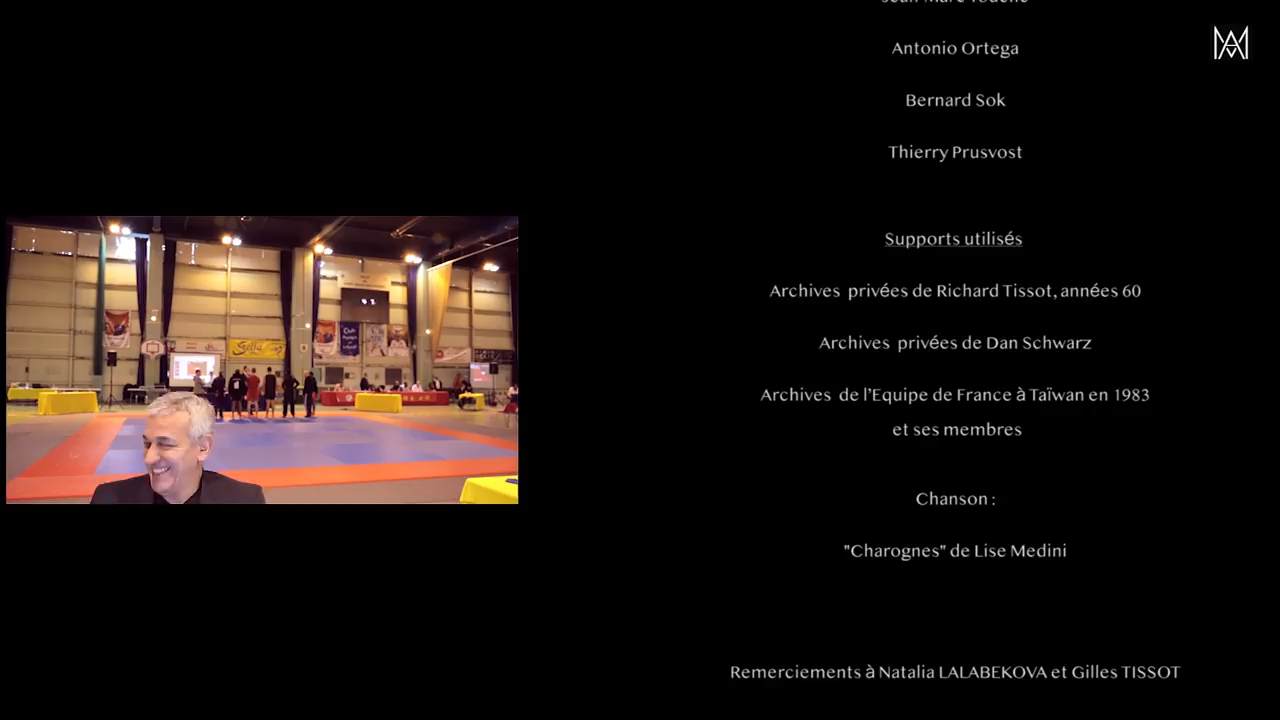 Antonio Ortega
Bernard Sok
Thierry Prusvost
Supports utilisés
Archives privées de Richard Tissot, années 60
Archives privées de Dan Schwarz
Archives de l'Equipe de France à Taïwan en 1983
et ses membres
Chanson :
"Charognes" de Lise Medini
Remerciements à Natalia LALABEKOVA et Gilles TISSOT